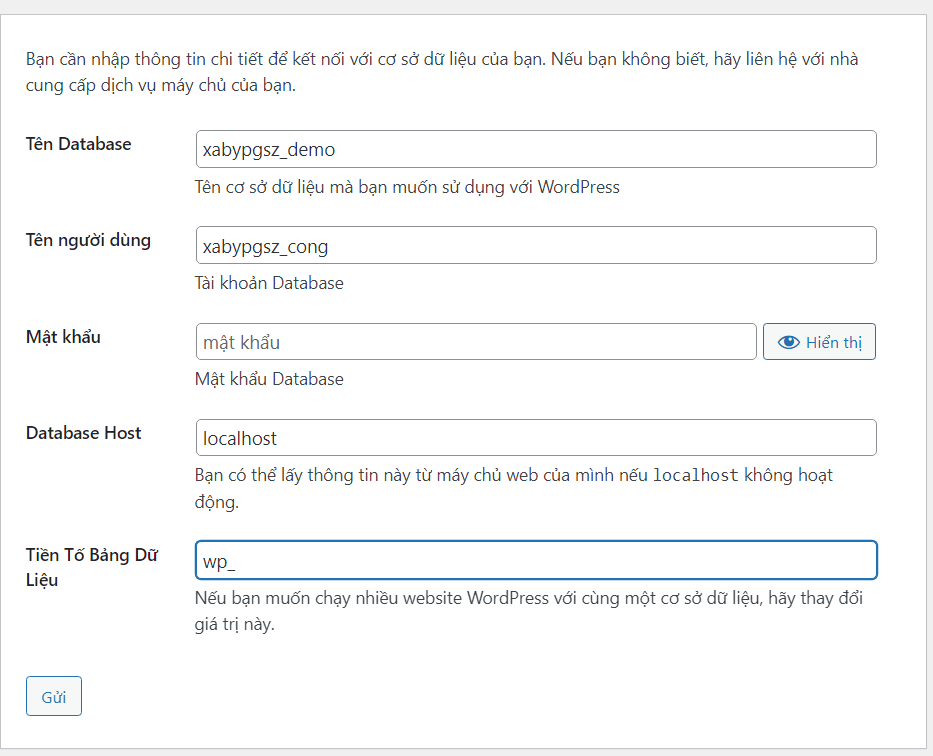 Bạn cần nhập thông tin chi tiết để kết nối với cơ sở dữ liệu của bạn. Nếu bạn không biết, hãy liên hệ với nhà
cung cấp dịch vụ máy chủ của bạn.
Tên Database
xabypgsz_demo
Tên cơ sở dữ liệu mà bạn muốn sử dụng với WordPress
Tên người dùng
xabypgsz_cong
Tài khoản Database
Mật khẩu
mật khẩu
Hiển thị
Mật khẩu Database
Database Host
localhost
Bạn có thể lấy thông tin này từ máy chủ web của mình nếu localhost không hoạt
động.
Tiền Tố Bảng Dữ
Liệu
wp_
Nếu bạn muốn chạy nhiều website WordPress với cùng một cơ sở dữ liệu, hãy thay đổi
giá trị này.
Gửi